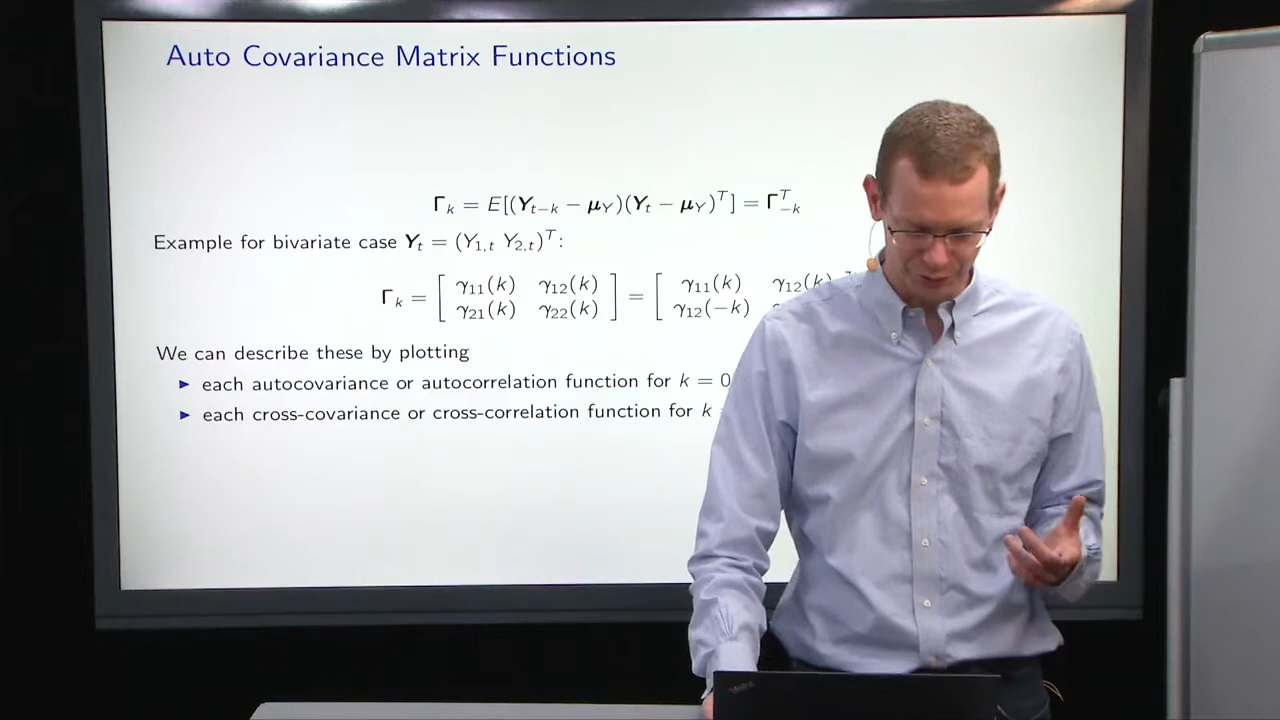 Auto Covariance Matrix Functions
Γ_k = E[(Y_{t−k} − μ_Y)(Y_t − μ_Y)^T] = Γ^T_{−k}
Example for bivariate case Y_t = (Y_{1,t} Y_{2,t})^T:
Γ_k = [ γ11(k) γ12(k) ] = [ γ11(k) γ12(k)
γ21(k) γ22(k) γ12(−k)
We can describe these by plotting
▶ each autocovariance or autocorrelation function for k = 0
▶ each cross-covariance or cross-correlation function for k